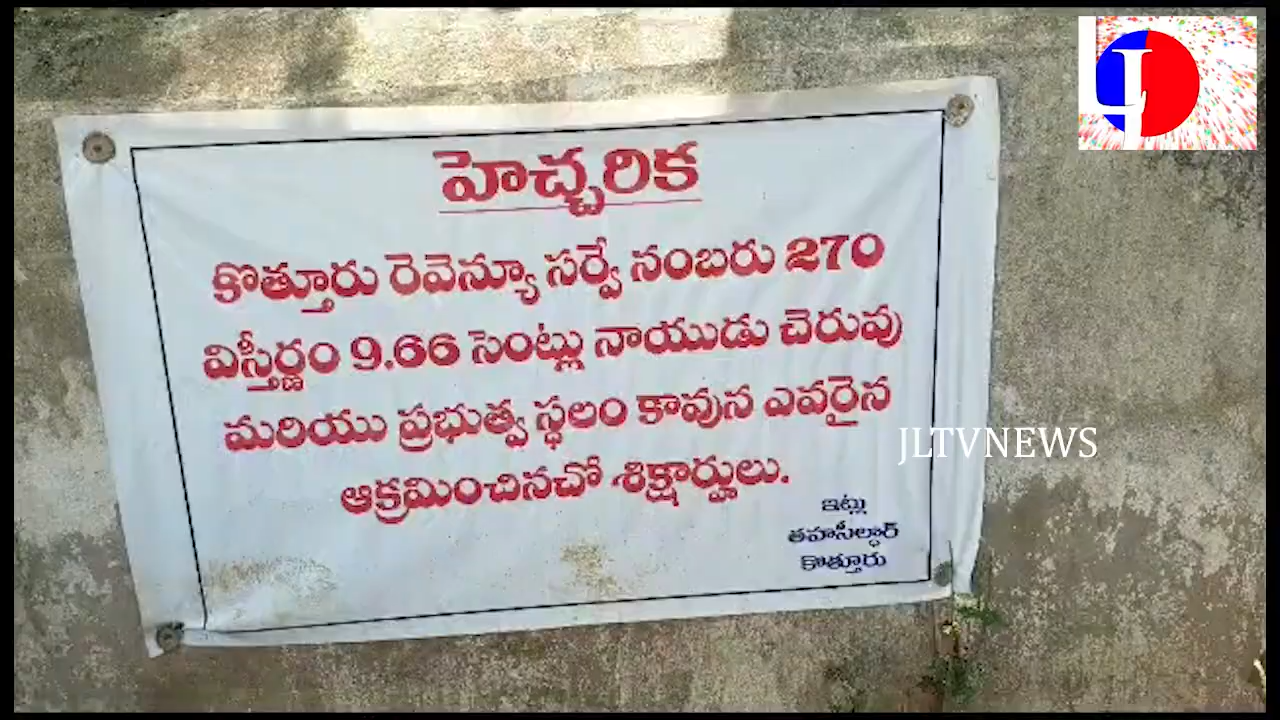 హెచ్చరిక
కొత్తూరు రెవెన్యూ సర్వే నంబరు 270
విస్తీర్ణం 9.66 సెంట్లు నాయుడు చెరువు
మరియు ప్రభుత్వ స్థలం కావున ఎవరైన
ఆక్రమించినచో శిక్షార్హులు.
ఇట్లు
తహసీల్ధార్
కొత్తూరు
JLTVNEWS
J